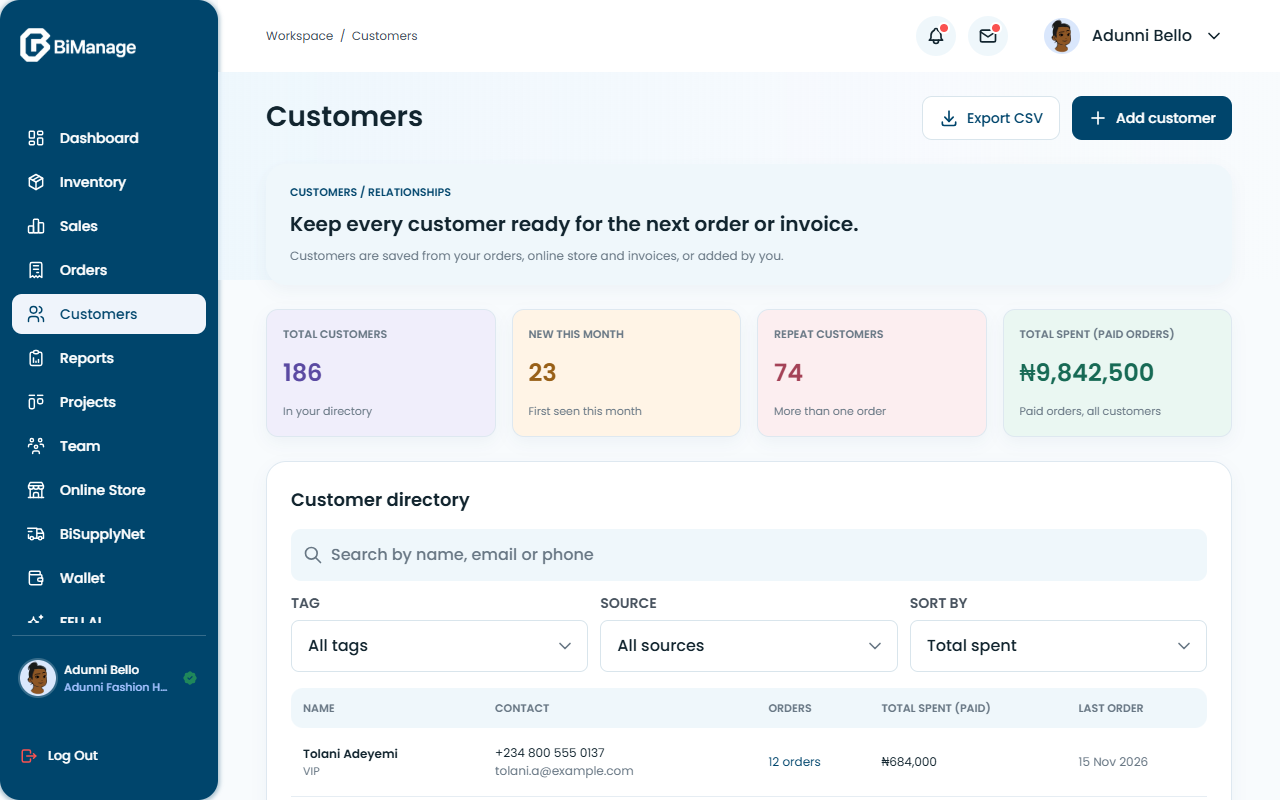 BiManage
Workspace / Customers
Adunni Bello
Dashboard
Inventory
Sales
Orders
Customers
Reports
Projects
Team
Online Store
BiSupplyNet
Wallet
Adunni Bello
Adunni Fashion H...
Log Out
Customers
Export CSV
Add customer
CUSTOMERS / RELATIONSHIPS
Keep every customer ready for the next order or invoice.
Customers are saved from your orders, online store and invoices, or added by you.
TOTAL CUSTOMERS
186
In your directory
NEW THIS MONTH
23
First seen this month
REPEAT CUSTOMERS
74
More than one order
TOTAL SPENT (PAID ORDERS)
₦9,842,500
Paid orders, all customers
Customer directory
Search by name, email or phone
TAG
All tags
SOURCE
All sources
SORT BY
Total spent
NAME CONTACT ORDERS TOTAL SPENT (PAID) LAST ORDER
Tolani Adeyemi
VIP
+234 800 555 0137
tolani.a@example.com
12 orders
₦684,000
15 Nov 2026